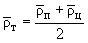 ρ̅т = (ρ̅п + ρ̅ц) / 2